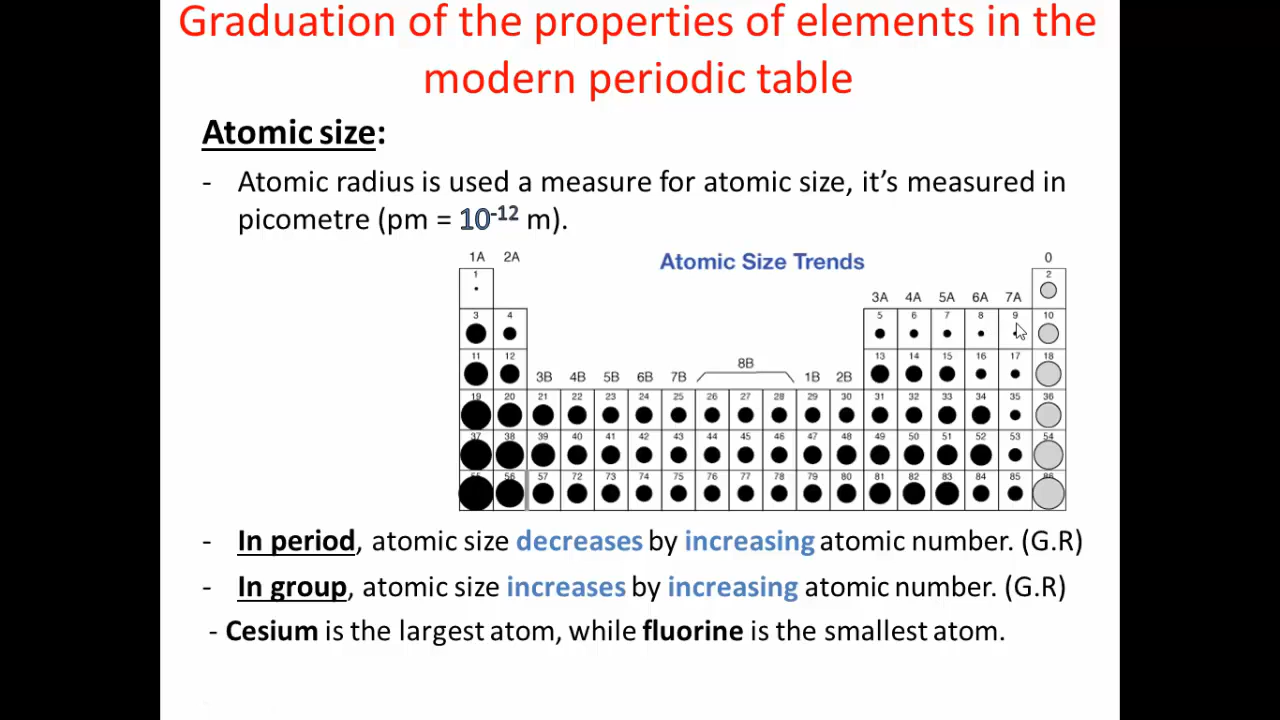 Graduation of the properties of elements in the
modern periodic table
Atomic size:
- Atomic radius is used a measure for atomic size, it’s measured in
picometre (pm = 10-12 m).
Atomic Size Trends
1A 2A 0
1 2
3A 4A 5A 6A 7A
3 4 5 6 7 8 9 10
11 12 13 14 15 16 17 18
3B 4B 5B 6B 7B 8B 1B 2B
19 20 21 22 23 24 25 26 27 28 29 30 31 32 33 34 35 36
37 38 39 40 41 42 43 44 45 46 47 48 49 50 51 52 53 54
55 56 57 72 73 74 75 76 77 78 79 80 81 82 83 84 85 86
- In period, atomic size decreases by increasing atomic number. (G.R)
- In group, atomic size increases by increasing atomic number. (G.R)
- Cesium is the largest atom, while fluorine is the smallest atom.